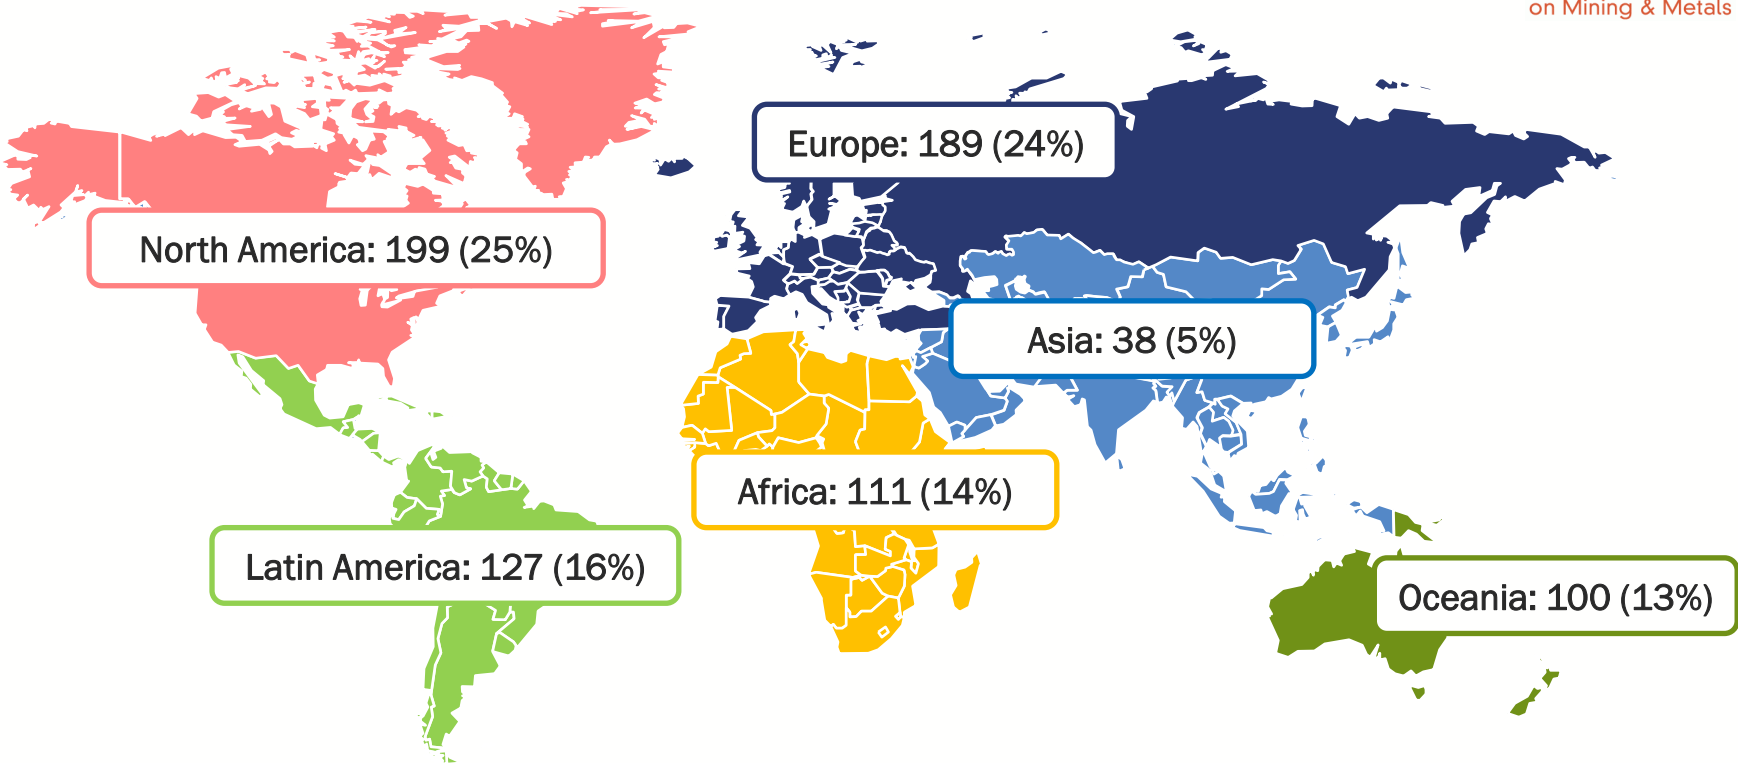 on Mining & Metals
Europe: 189 (24%)
North America: 199 (25%)
Asia: 38 (5%)
Africa: 111 (14%)
Latin America: 127 (16%)
Oceania: 100 (13%)